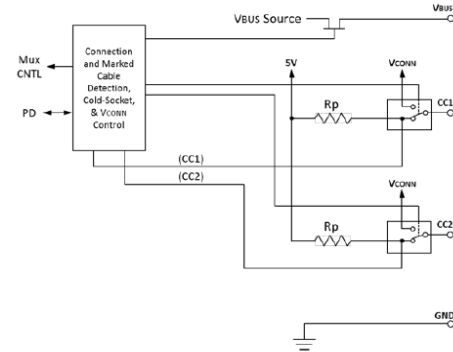 VBUS Source
VBUS
Connection
and Marked
Cable
Detection,
Cold-Socket,
& VCONN
Control
Mux
CNTL
PD
5V
VCONN
Rp
CC1
(CC1)
(CC2)
VCONN
Rp
CC2
GND